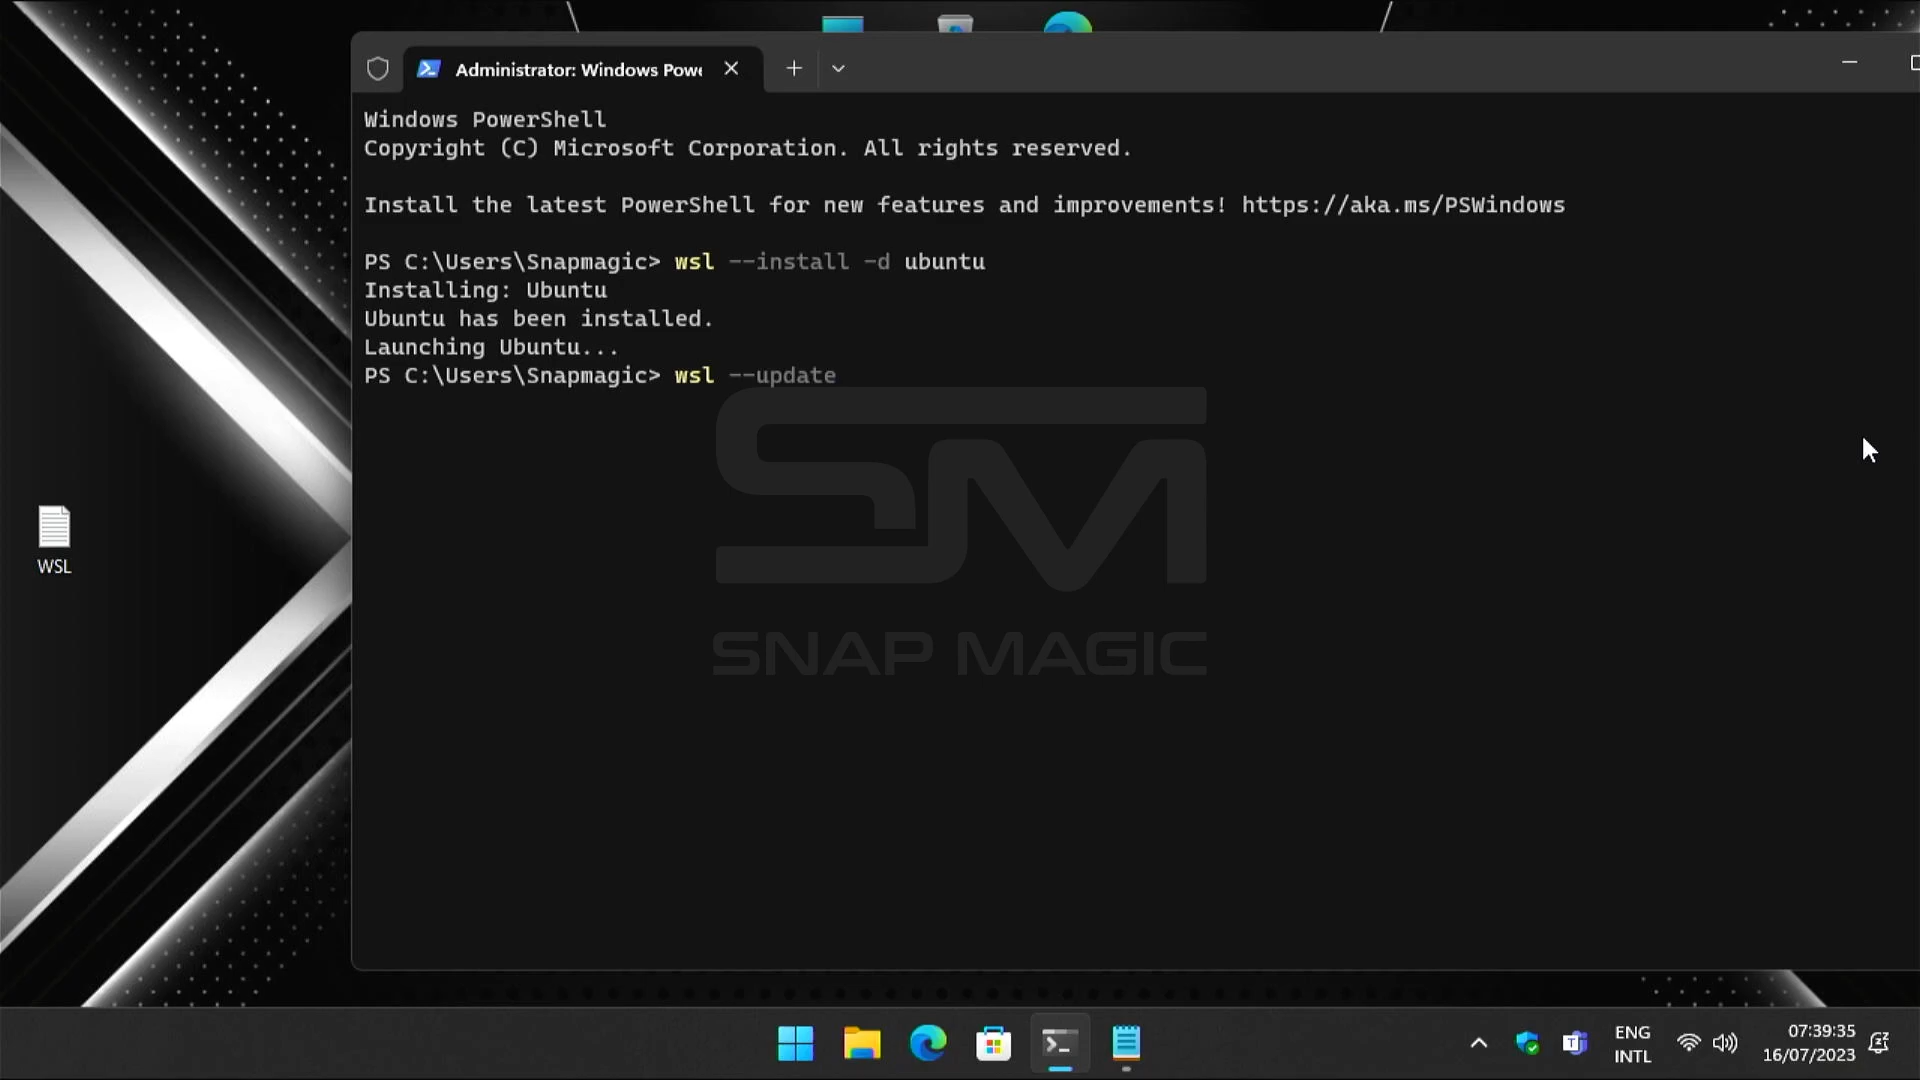 Administrator: Windows Powe
Windows PowerShell
Copyright (C) Microsoft Corporation. All rights reserved.
Install the latest PowerShell for new features and improvements! https://aka.ms/PSWindows
PS C:\Users\Snapmagic> wsl --install -d ubuntu
Installing: Ubuntu
Ubuntu has been installed.
Launching Ubuntu...
PS C:\Users\Snapmagic> wsl --update
SM
SNAP MAGIC
WSL
ENG
INTL
07:39:35
16/07/2023